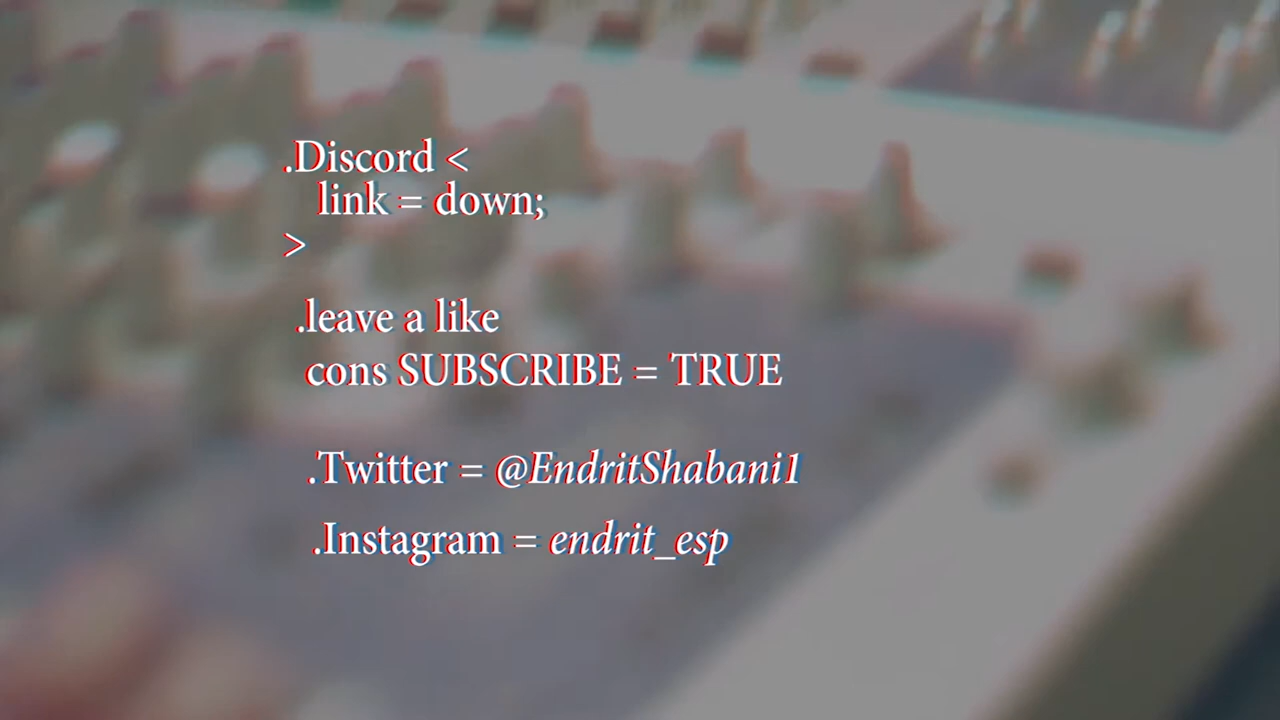 .Discord <
link = down;
>
.leave a like
cons SUBSCRIBE = TRUE
.Twitter = @EndritShabani1
.Instagram = endrit_esp